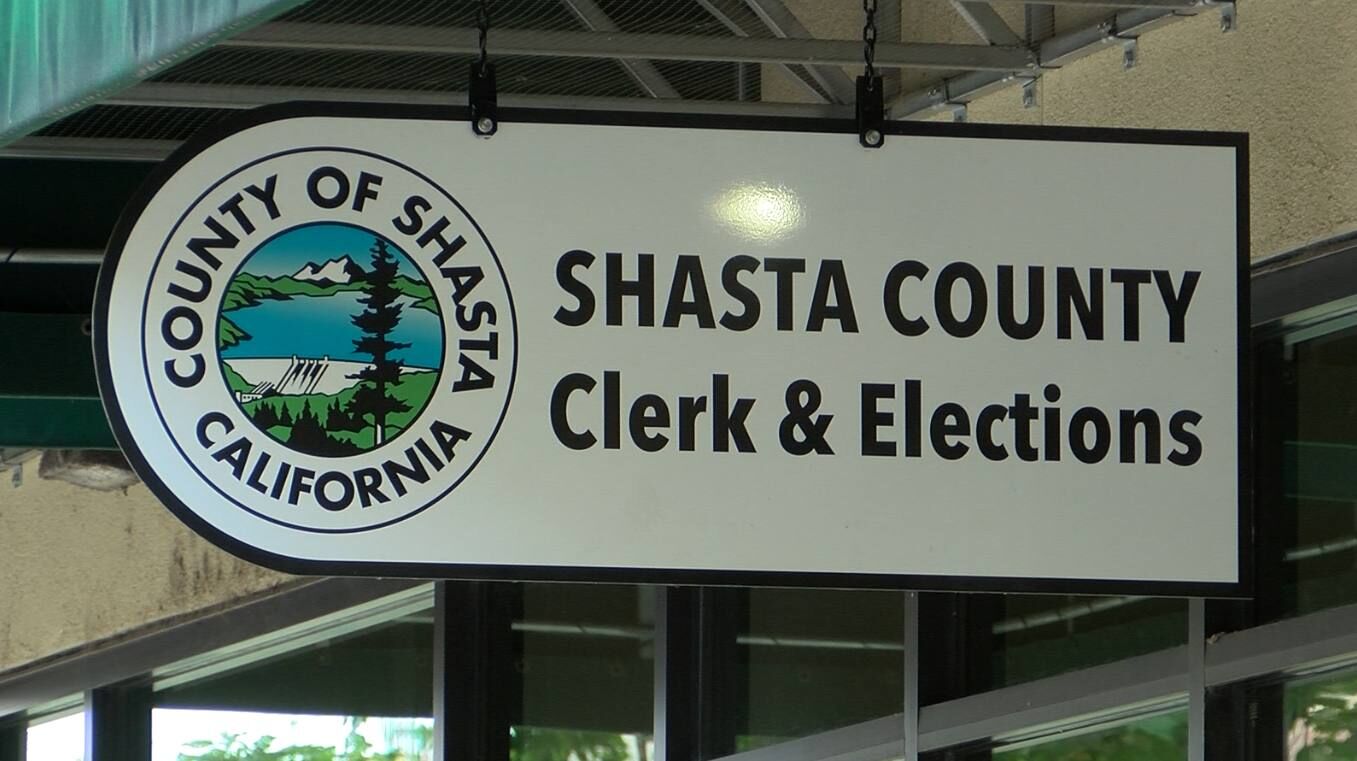 COUNTY OF SHASTA
CALIFORNIA
SHASTA COUNTY
Clerk & Elections